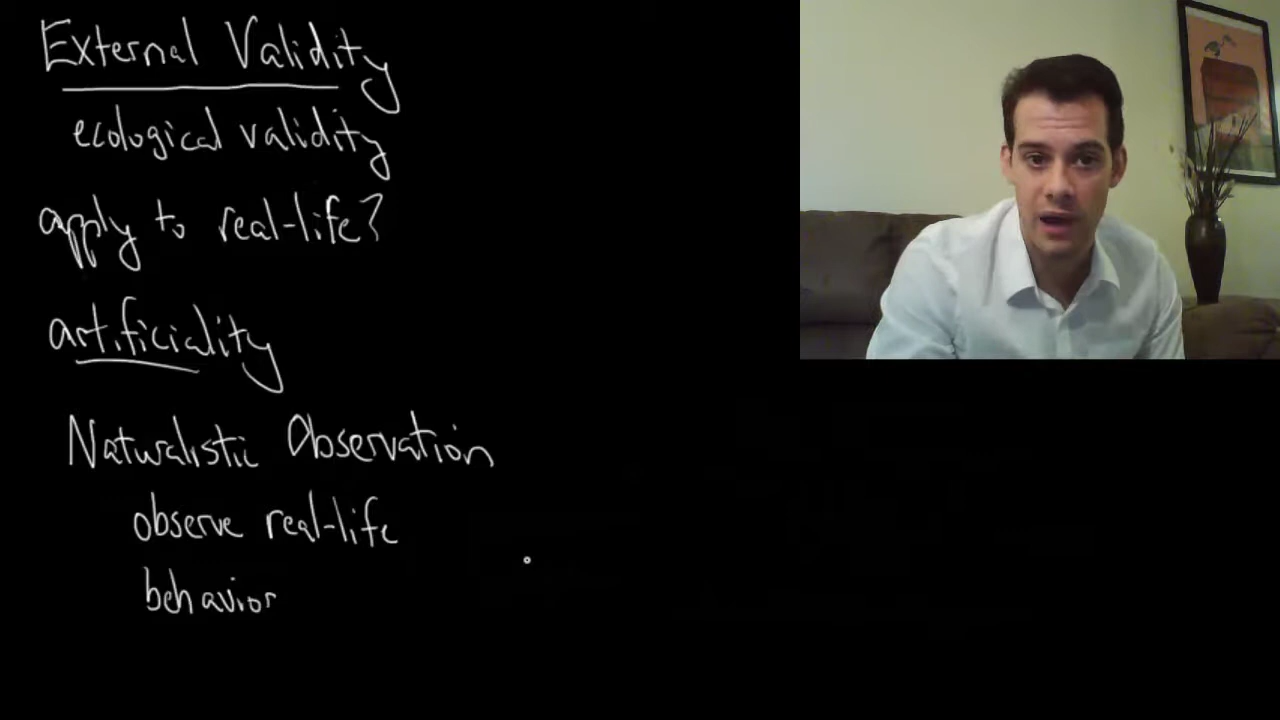 External Validity
ecological validity
apply to real-life?
artificiality
Naturalistic Observation
observe real-life
behavior